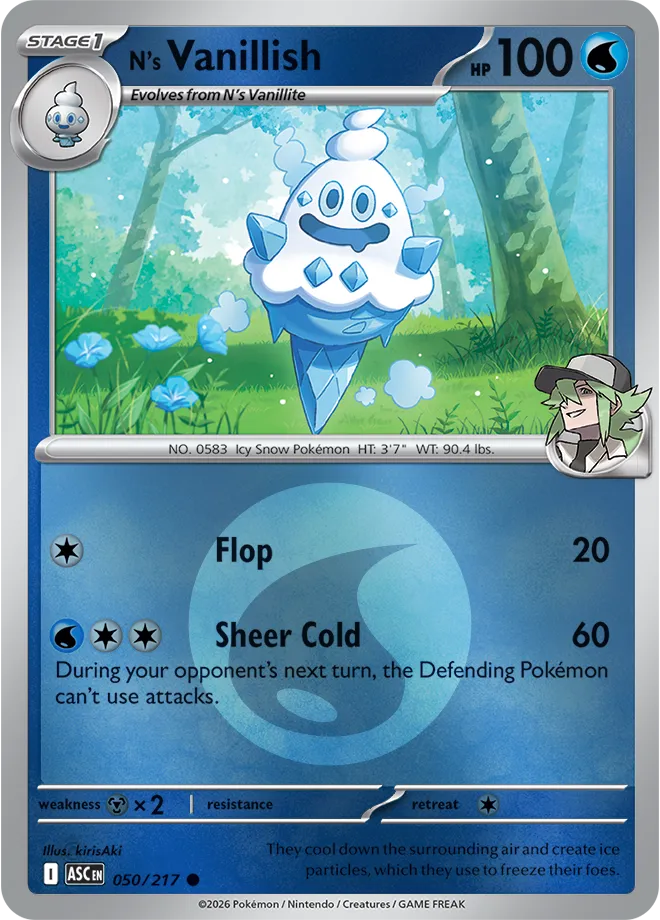 STAGE1
N's Vanillish
HP 100
Evolves from N's Vanillite
NO. 0583 Icy Snow Pokémon HT: 3'7" WT: 90.4 lbs.
Flop 20
Sheer Cold 60
During your opponent's next turn, the Defending Pokémon
can't use attacks.
weakness ×2 resistance retreat
Illus. kirisAki
They cool down the surrounding air and create ice
particles, which they use to freeze their foes.
I ASC EN 050/217
©2026 Pokémon / Nintendo / Creatures / GAME FREAK